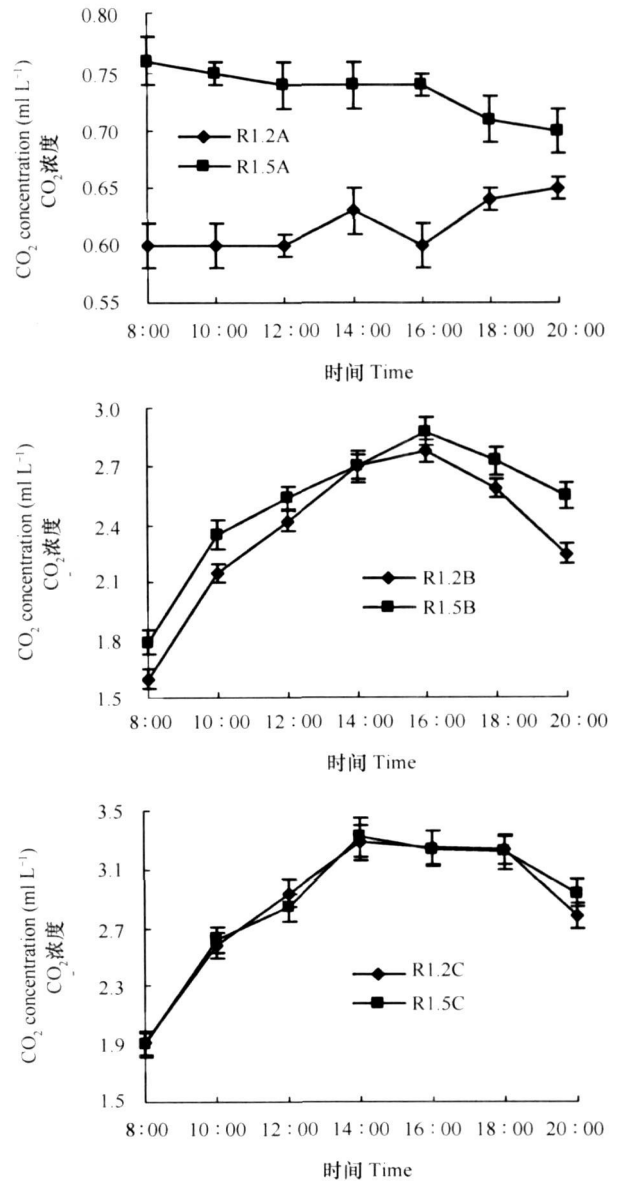 CO₂ concentration (ml L⁻¹)
CO₂浓度
0.80
0.75
0.70
0.65
0.60
0.55
R1.2A
R1.5A
8:00 10:00 12:00 14:00 16:00 18:00 20:00
时间 Time
CO₂ concentration (ml L⁻¹)
CO₂浓度
3.0
2.7
2.4
2.1
1.8
1.5
R1.2B
R1.5B
8:00 10:00 12:00 14:00 16:00 18:00 20:00
时间 Time
CO₂ concentration (ml L⁻¹)
CO₂浓度
3.5
3.1
2.7
2.3
1.9
1.5
R1.2C
R1.5C
8:00 10:00 12:00 14:00 16:00 18:00 20:00
时间 Time